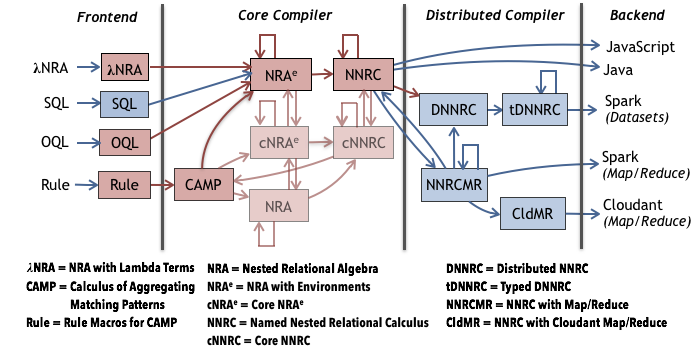 Frontend
Core Compiler
Distributed Compiler
Backend
λNRA
λNRA
NRAᵉ
NNRC
JavaScript
Java
SQL
SQL
DNNRC
tDNNRC
Spark
(Datasets)
OQL
OQL
cNRAᵉ
cNNRC
Rule
Rule
CAMP
NRA
NNRCMR
Spark
(Map/Reduce)
CldMR
Cloudant
(Map/Reduce)
λNRA = NRA with Lambda Terms
CAMP = Calculus of Aggregating
Matching Patterns
Rule = Rule Macros for CAMP
NRA = Nested Relational Algebra
NRAᵉ = NRA with Environments
cNRAᵉ = Core NRAᵉ
NNRC = Named Nested Relational Calculus
cNNRC = Core NNRC
DNNRC = Distributed NNRC
tDNNRC = Typed DNNRC
NNRCMR = NNRC with Map/Reduce
CldMR = NNRC with Cloudant Map/Reduce